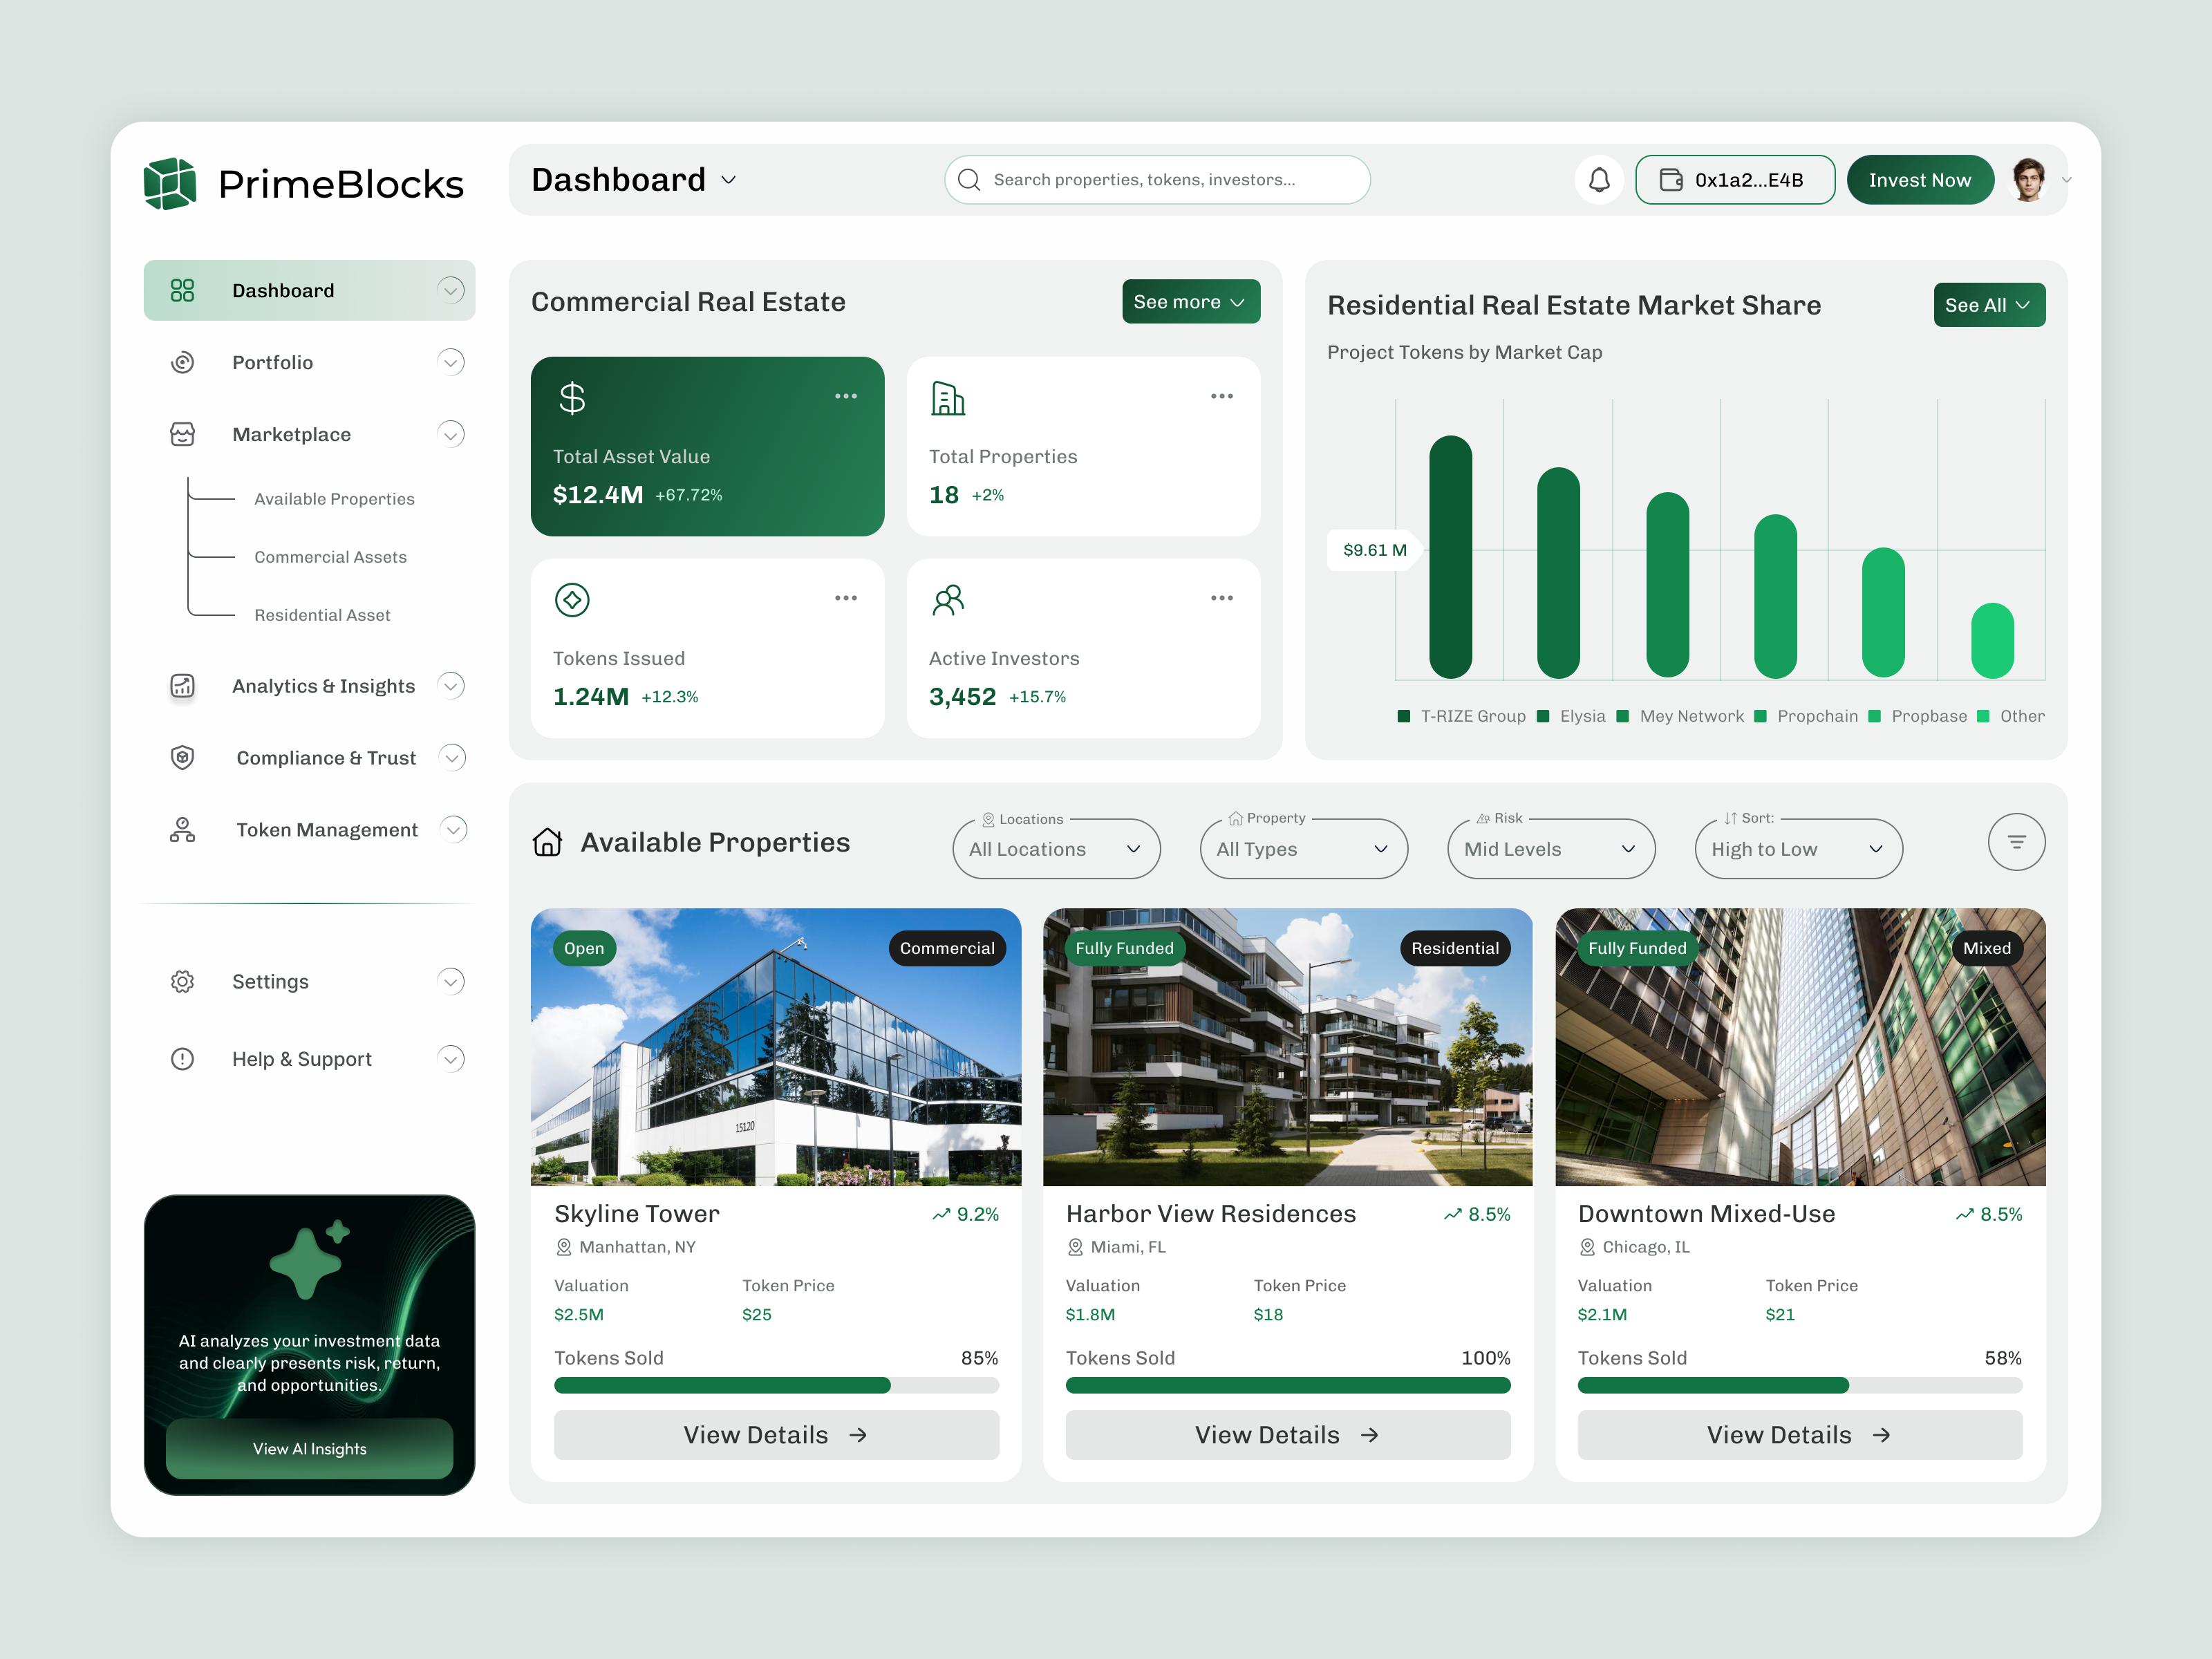 PrimeBlocks
Dashboard
Search properties, tokens, investors...
0x1a2...E4B
Invest Now
Dashboard
Portfolio
Marketplace
Available Properties
Commercial Assets
Residential Asset
Analytics & Insights
Compliance & Trust
Token Management
Settings
Help & Support
AI analyzes your investment data
and clearly presents risk, return,
and opportunities.
View AI Insights
Commercial Real Estate
See more
Total Asset Value
$12.4M +67.72%
Total Properties
18 +2%
Tokens Issued
1.24M +12.3%
Active Investors
3,452 +15.7%
Residential Real Estate Market Share
See All
Project Tokens by Market Cap
$9.61 M
T-RIZE Group Elysia Mey Network Propchain Propbase Other
Available Properties
Locations
All Locations
Property
All Types
Risk
Mid Levels
Sort:
High to Low
Open
Commercial
15120
Skyline Tower
9.2%
Manhattan, NY
Valuation Token Price
$2.5M $25
Tokens Sold 85%
View Details
Fully Funded
Residential
Harbor View Residences
8.5%
Miami, FL
Valuation Token Price
$1.8M $18
Tokens Sold 100%
View Details
Fully Funded
Mixed
Downtown Mixed-Use
8.5%
Chicago, IL
Valuation Token Price
$2.1M $21
Tokens Sold 58%
View Details